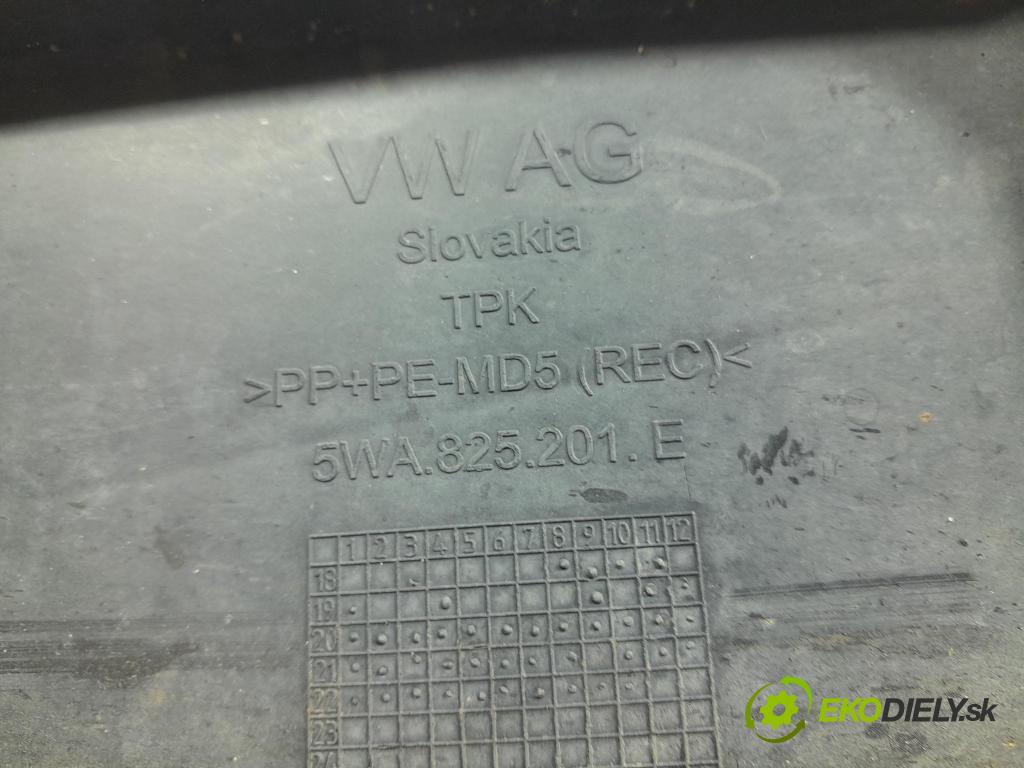 VW AG
Slovakia
TPK
>PP+PE-MD5 (REC)<
5WA.825.201.E
1 2 3 4 5 6 7 8 9 10 11 12
18
19
20
21
22
23
24
EKODIELY.sk